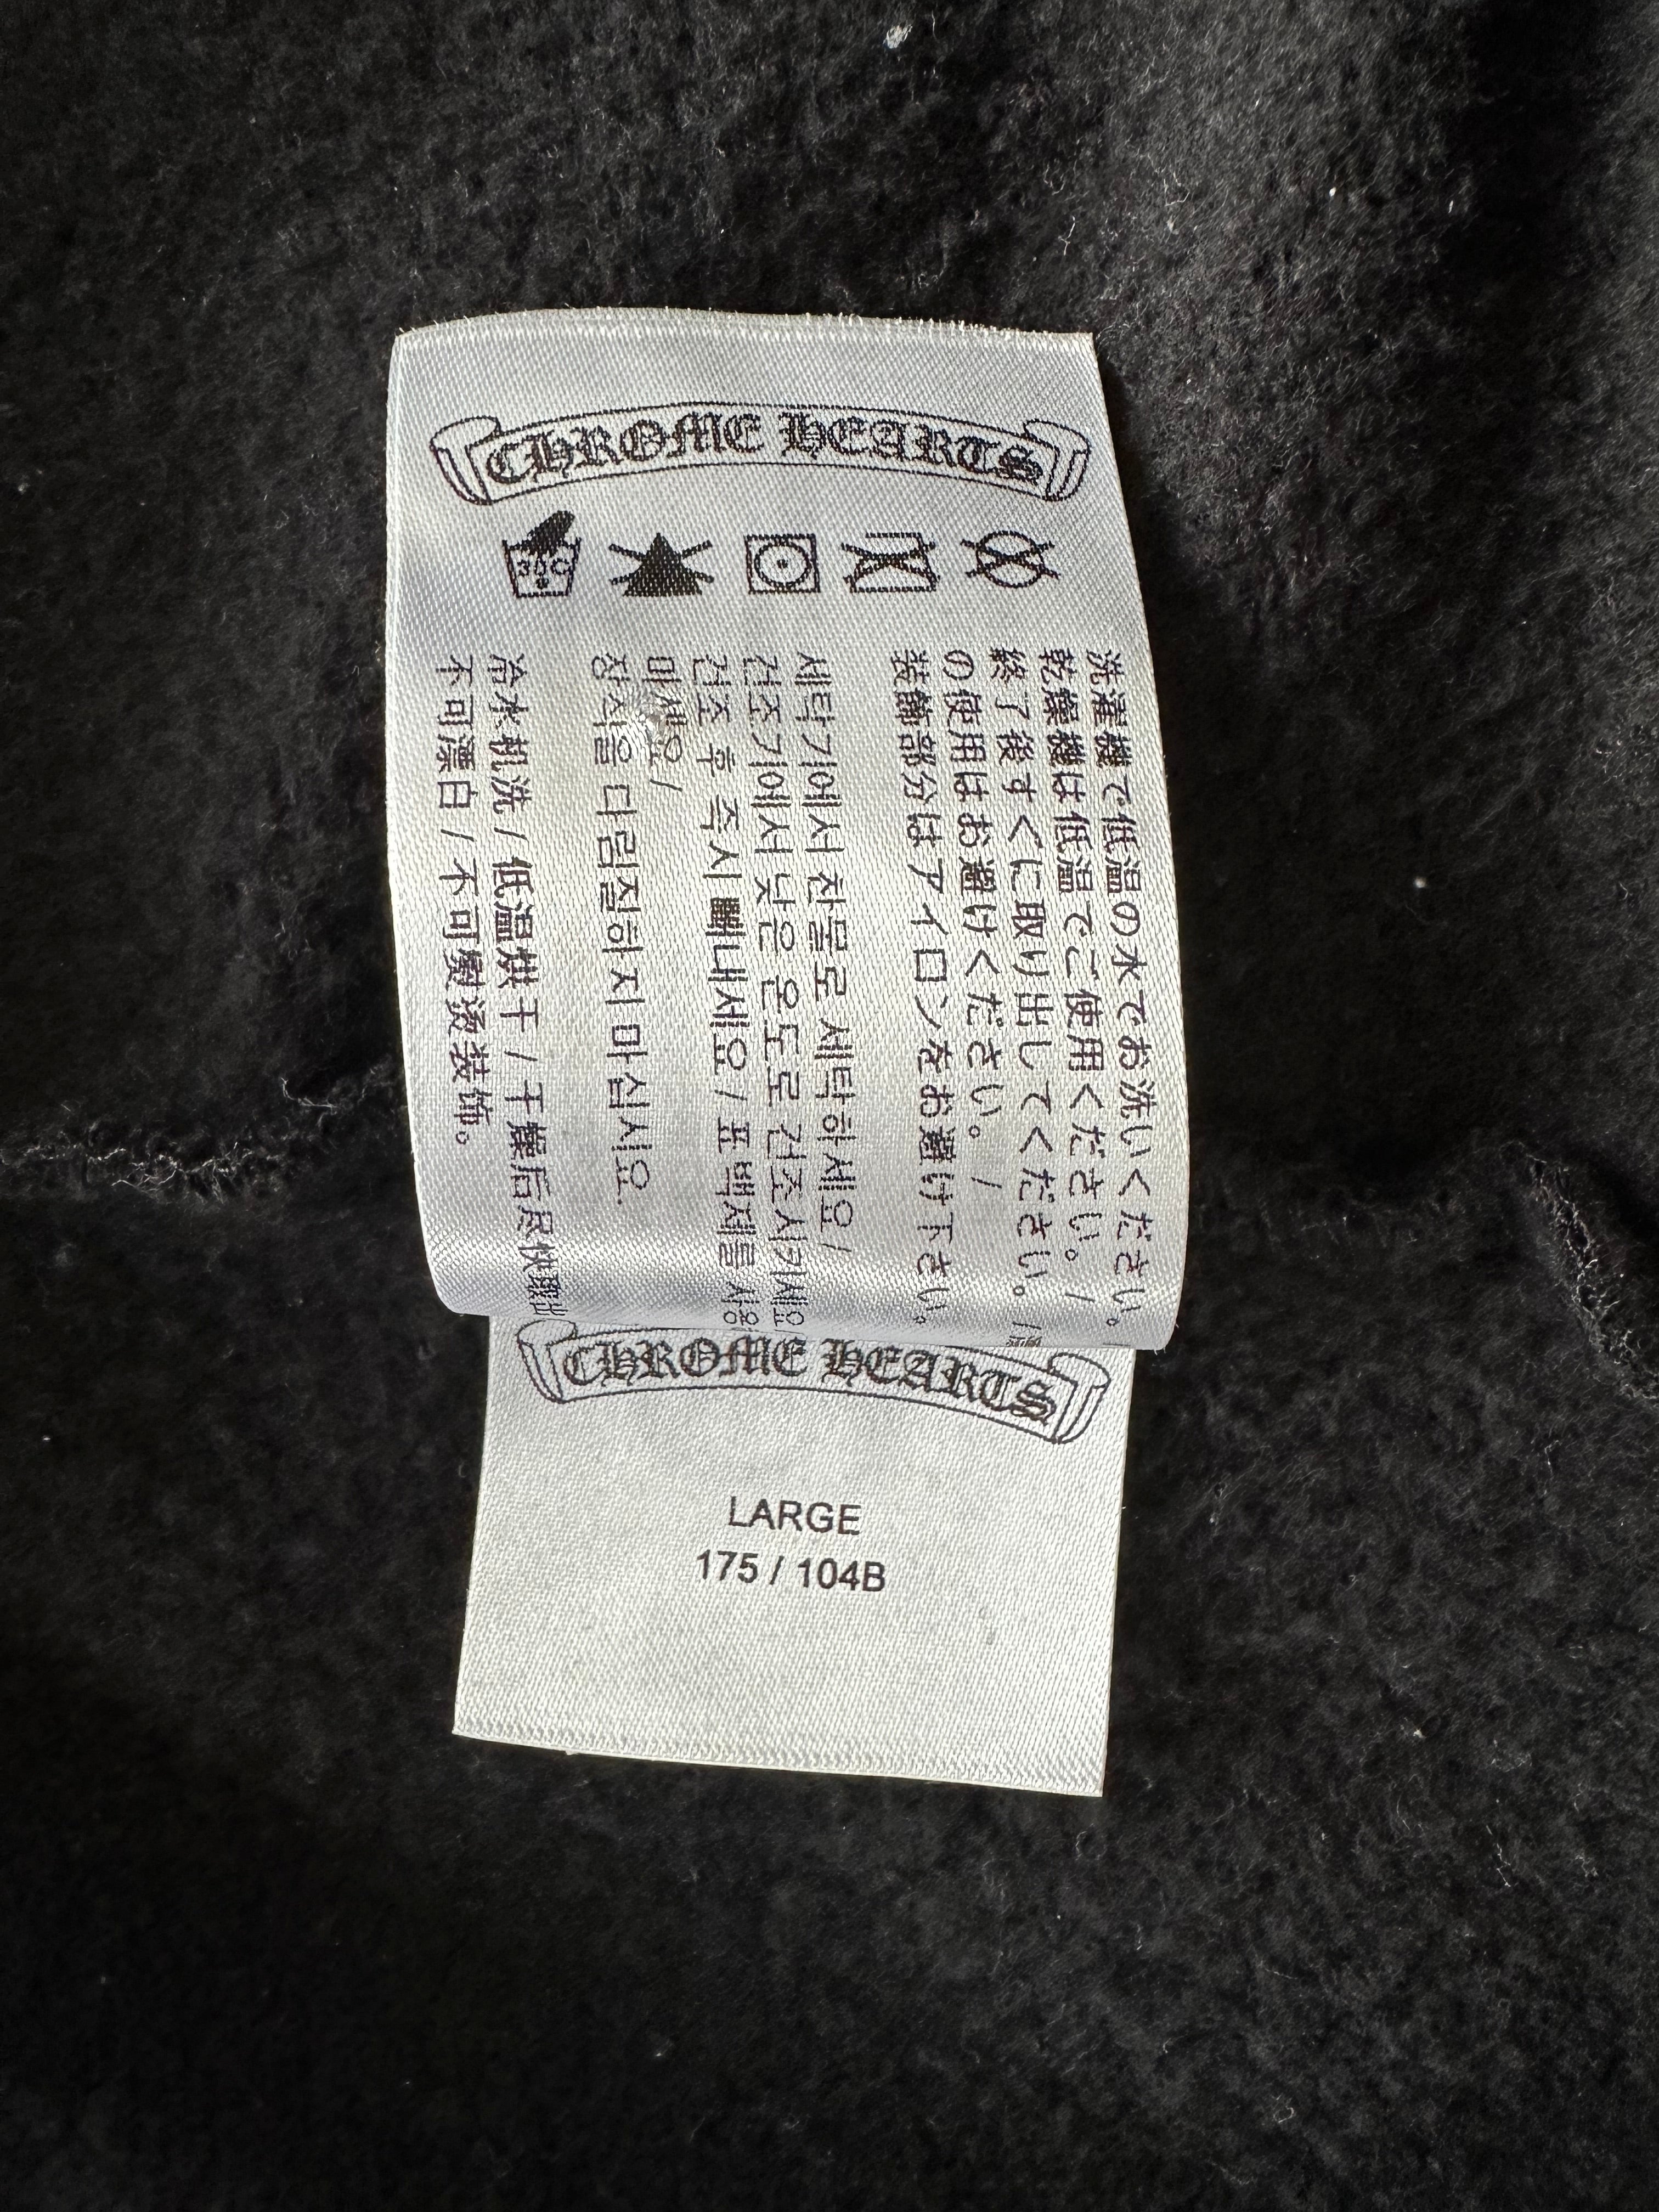 CHROME HEARTS
30C
洗濯機で低温の水でお洗いください。
乾燥機は低温でご使用ください。/
終了後すぐに取り出してください。/
の使用はお避けください。/
装飾部分はアイロンをお避け下さい。
세탁기에서 찬물로 세탁하세요 /
건조기에서 낮은 온도로 건조시키세요
건조 후 즉시 빼내세요 / 표백제를 사용
마세요 /
장식을 다림질하지 마십시요.
冷水机洗 / 低温烘干 / 干燥后尽快取出
不可漂白 / 不可熨烫装饰。
CHROME HEARTS
LARGE
175 / 104B